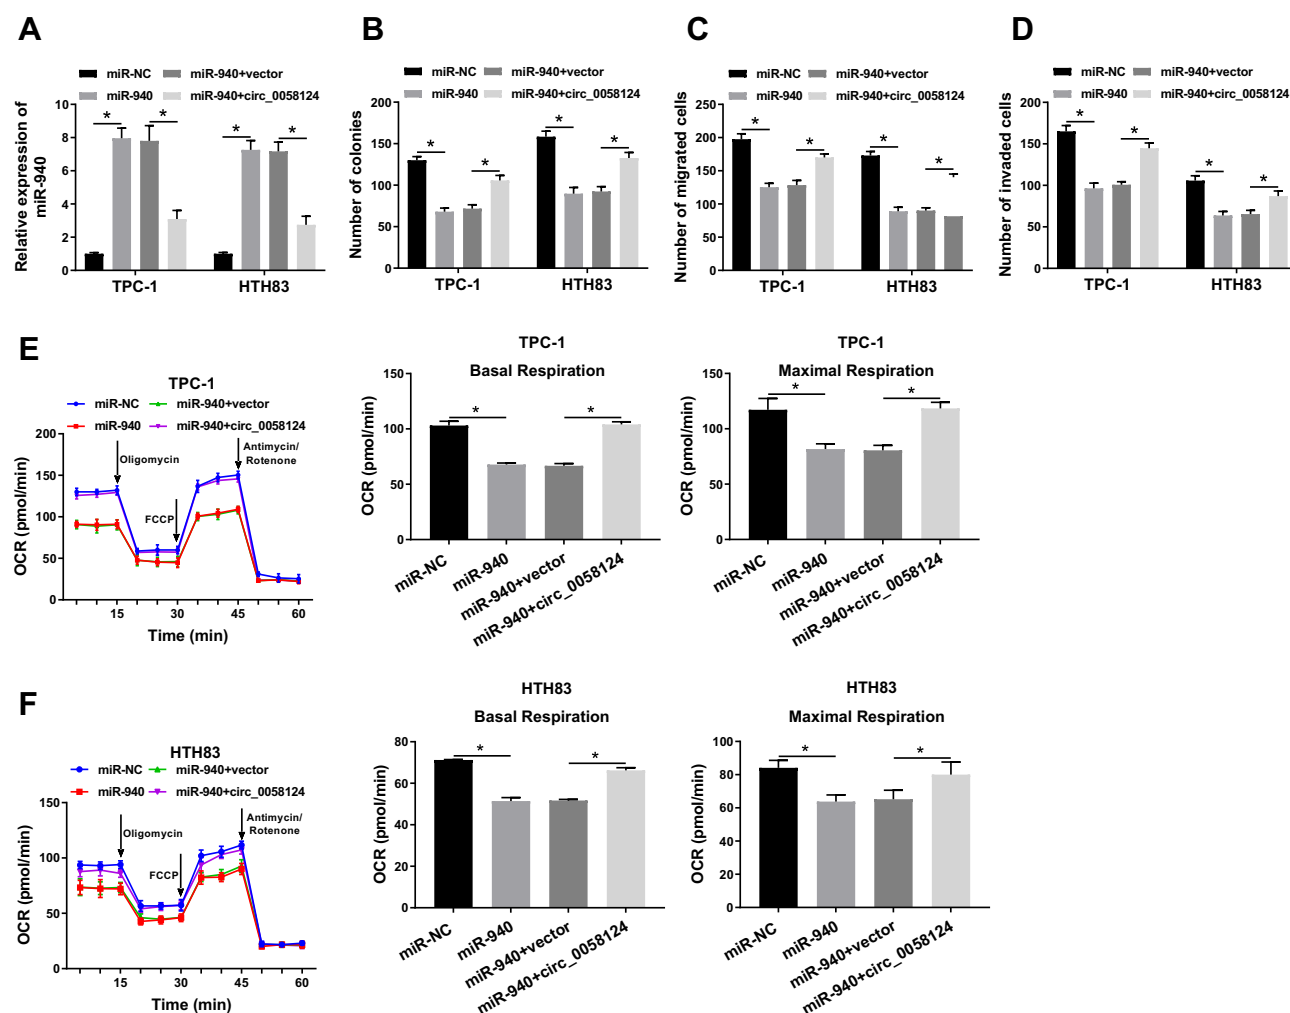 A
miR-NC
miR-940+vector
miR-940
miR-940+circ_0058124
Relative expression of
miR-940
10
8
6
4
2
0
*
*
*
*
TPC-1
HTH83
B
miR-NC
miR-940+vector
miR-940
miR-940+circ_0058124
Number of colonies
200
150
100
50
0
*
*
*
*
TPC-1
HTH83
C
miR-NC
miR-940+vector
miR-940
miR-940+circ_0058124
Number of migrated cells
250
200
150
100
50
0
*
*
*
*
TPC-1
HTH83
D
miR-NC
miR-940+vector
miR-940
miR-940+circ_0058124
Number of invaded cells
200
150
100
50
0
*
*
*
*
TPC-1
HTH83
E
TPC-1
miR-NC
miR-940+vector
miR-940
miR-940+circ_0058124
OCR (pmol/min)
200
150
100
50
0
Oligomycin
FCCP
Antimycin/
Rotenone
15
30
45
60
Time (min)
TPC-1
Basal Respiration
OCR (pmol/min)
150
100
50
0
*
*
miR-NC
miR-940
miR-940+vector
miR-940+circ_0058124
TPC-1
Maximal Respiration
OCR (pmol/min)
150
100
50
0
*
*
miR-NC
miR-940
miR-940+vector
miR-940+circ_0058124
F
HTH83
miR-NC
miR-940+vector
miR-940
miR-940+circ_0058124
OCR (pmol/min)
150
100
50
0
Oligomycin
FCCP
Antimycin/
Rotenone
15
30
45
60
Time (min)
HTH83
Basal Respiration
OCR (pmol/min)
80
60
40
20
0
*
*
miR-NC
miR-940
miR-940+vector
miR-940+circ_0058124
HTH83
Maximal Respiration
OCR (pmol/min)
100
80
60
40
20
0
*
*
miR-NC
miR-940
miR-940+vector
miR-940+circ_0058124